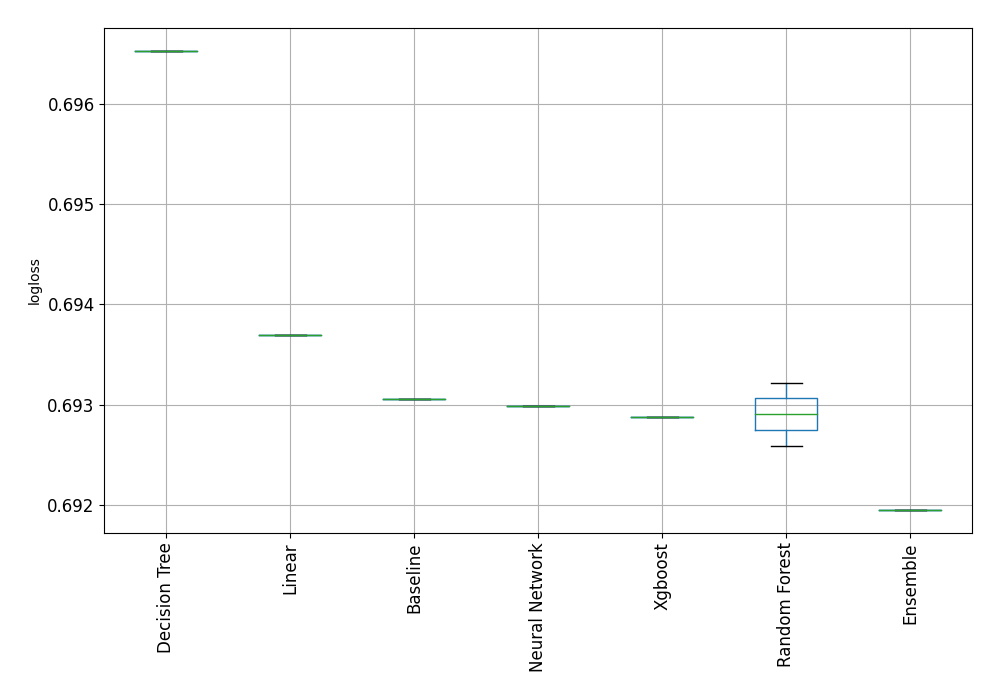 0.696
0.695
0.694
0.693
0.692
logloss
Decision Tree
Linear
Baseline
Neural Network
Xgboost
Random Forest
Ensemble